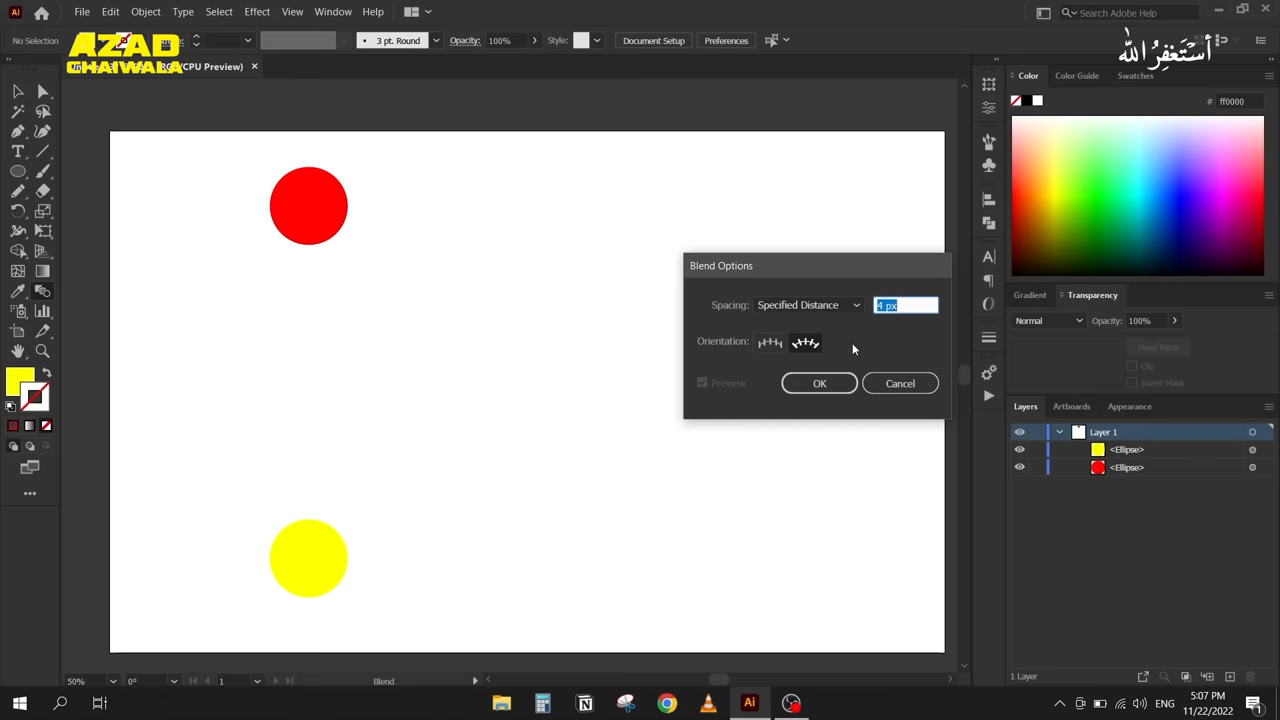 File Edit Object Type Select Effect View Window Help
Search Adobe Help
No Selection
3 pt. Round
Opacity: 100%
Style:
Document Setup
Preferences
AZAD
CHAIWALA
/CPU Preview)
أستغفر الله
Color
Color Guide
Swatches
# ff0000
Blend Options
Spacing: Specified Distance 4 px
Orientation:
Preview
OK
Cancel
Gradient
Transparency
Normal
Opacity: 100%
Make Mask
Clip
Invert Mask
Layers
Artboards
Appearance
Layer 1
<Ellipse>
<Ellipse>
1 Layer
50%
0°
1
Blend
ENG
5:07 PM
11/22/2022